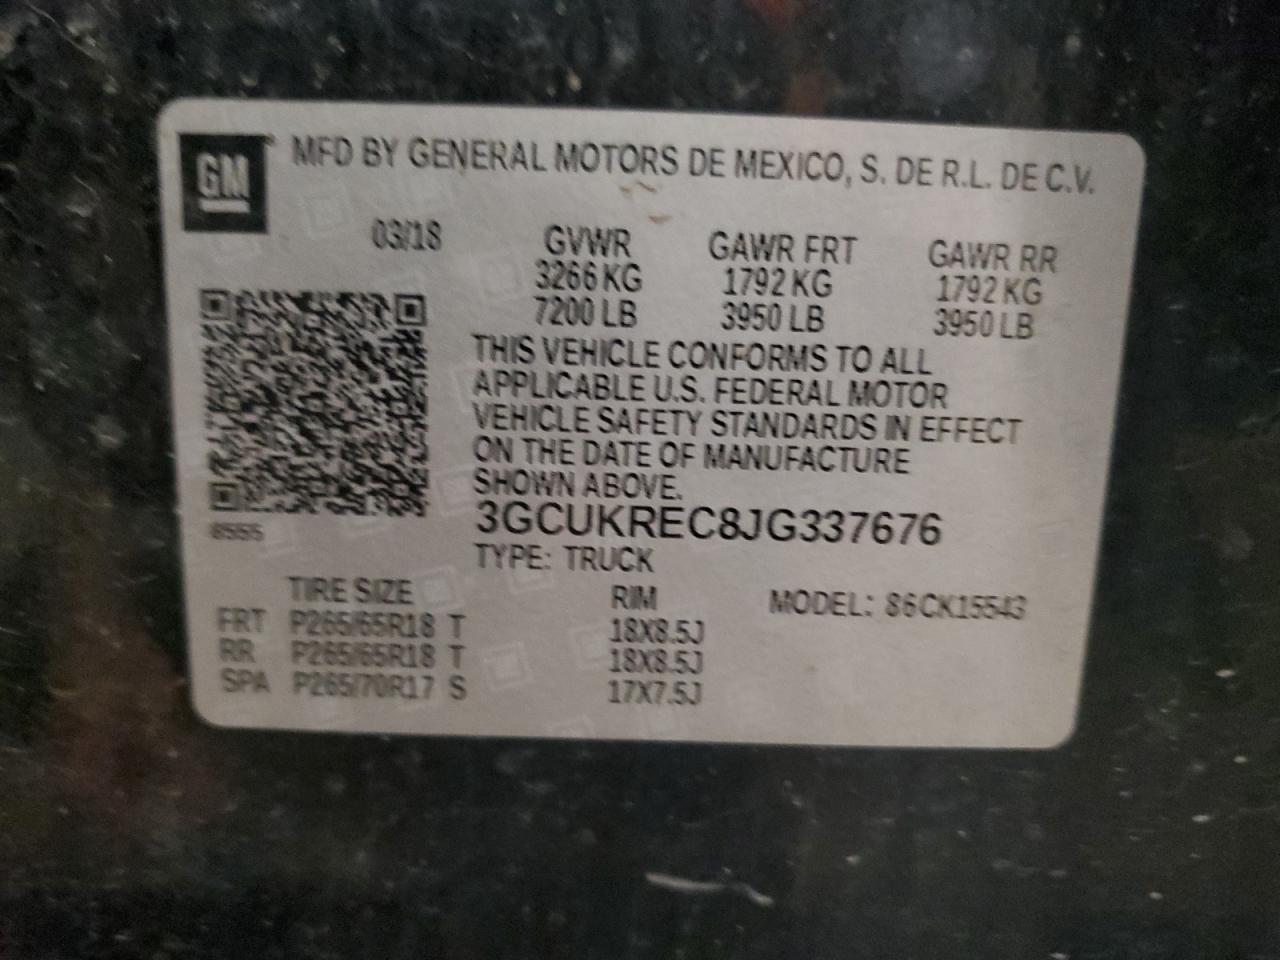 GM
MFD BY GENERAL MOTORS DE MEXICO, S. DE R.L. DE C.V.
03/18 GVWR GAWR FRT GAWR RR
3266 KG 1792 KG 1792 KG
7200 LB 3950 LB 3950 LB
THIS VEHICLE CONFORMS TO ALL
APPLICABLE U.S. FEDERAL MOTOR
VEHICLE SAFETY STANDARDS IN EFFECT
ON THE DATE OF MANUFACTURE
SHOWN ABOVE.
3GCUKREC8JG337676
8555
TYPE: TRUCK
TIRE SIZE RIM MODEL: 86CK15543
FRT P265/65R18 T 18X8.5J
RR P265/65R18 T 18X8.5J
SPA P265/70R17 S 17X7.5J